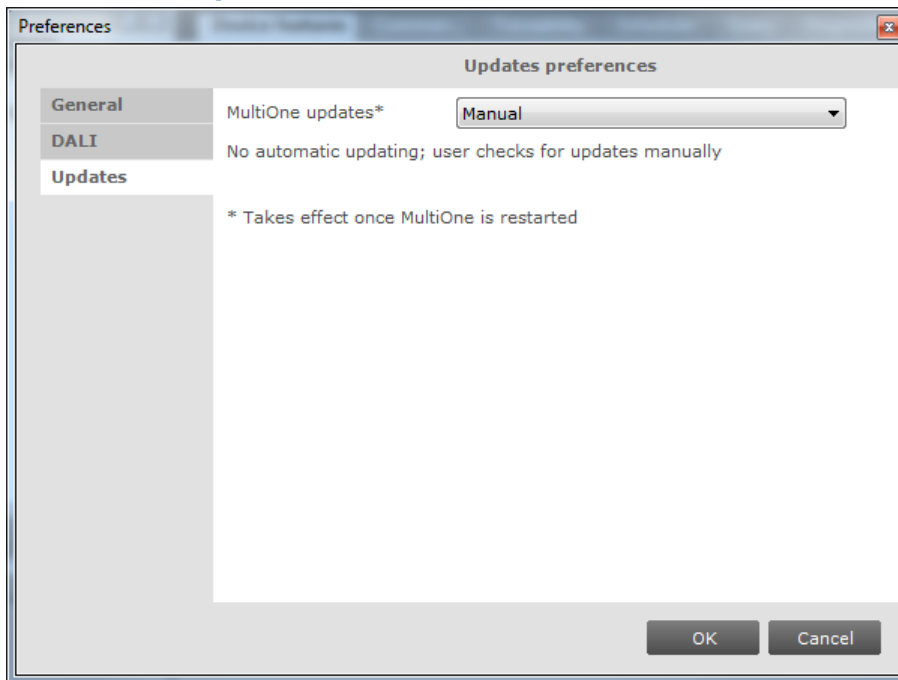 Preferences
Updates preferences
General
DALI
Updates
MultiOne updates*
Manual
No automatic updating; user checks for updates manually
* Takes effect once MultiOne is restarted
OK
Cancel